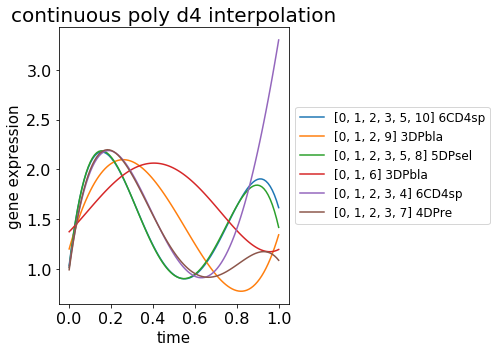 continuous poly d4 interpolation
gene expression
3.0
2.5
2.0
1.5
1.0
0.0 0.2 0.4 0.6 0.8 1.0
time
[0, 1, 2, 3, 5, 10] 6CD4sp
[0, 1, 2, 9] 3DPbla
[0, 1, 2, 3, 5, 8] 5DPsel
[0, 1, 6] 3DPbla
[0, 1, 2, 3, 4] 6CD4sp
[0, 1, 2, 3, 7] 4DPre